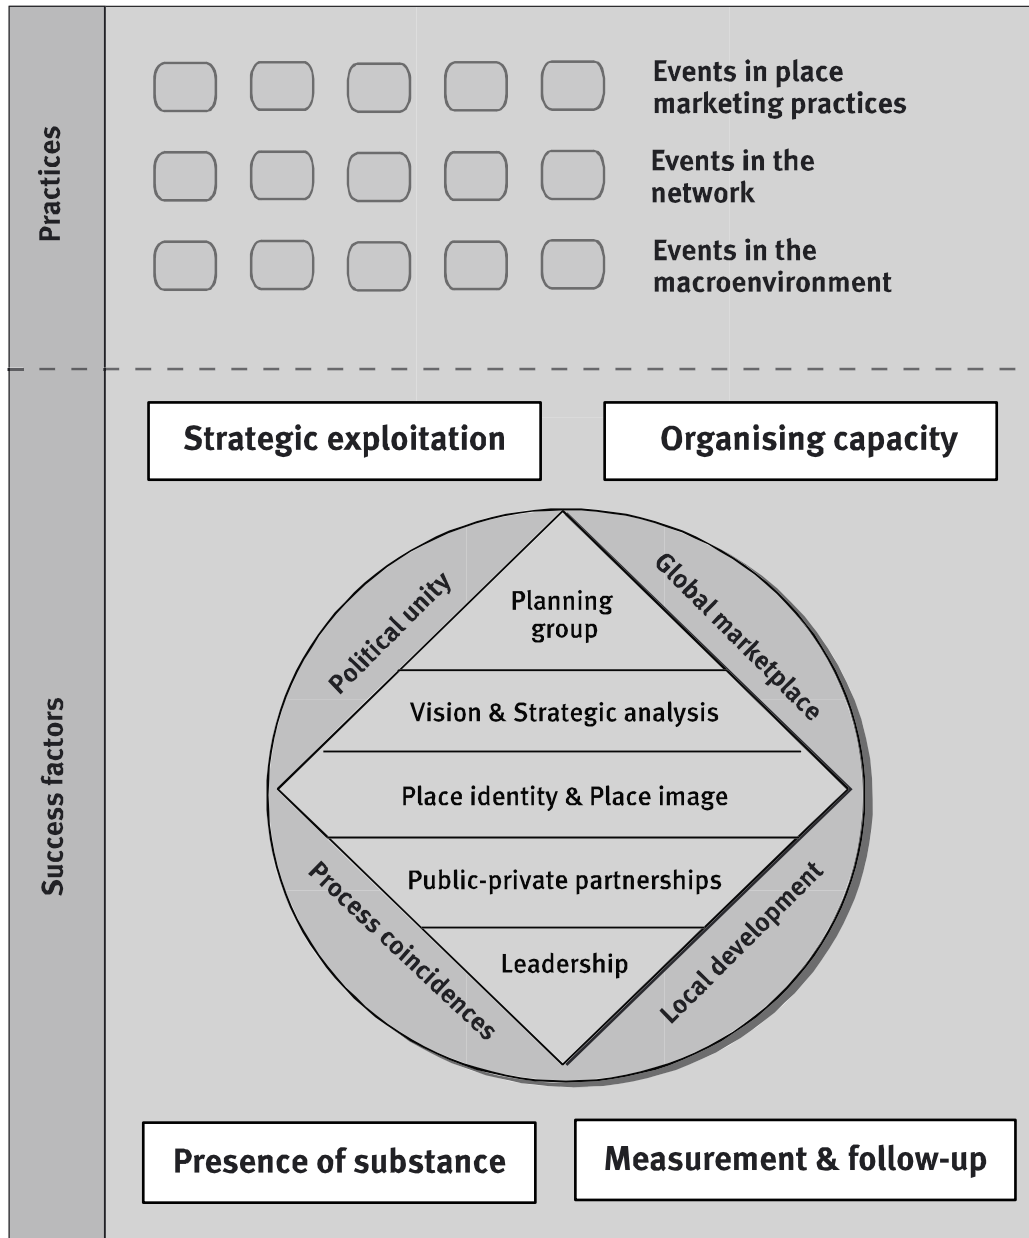 Practices
Events in place
marketing practices
Events in the
network
Events in the
macroenvironment
Success factors
Strategic exploitation
Organising capacity
Political unity
Global marketplace
Planning
group
Vision & Strategic analysis
Place identity & Place image
Public-private partnerships
Leadership
Process coincidences
Local development
Presence of substance
Measurement & follow-up